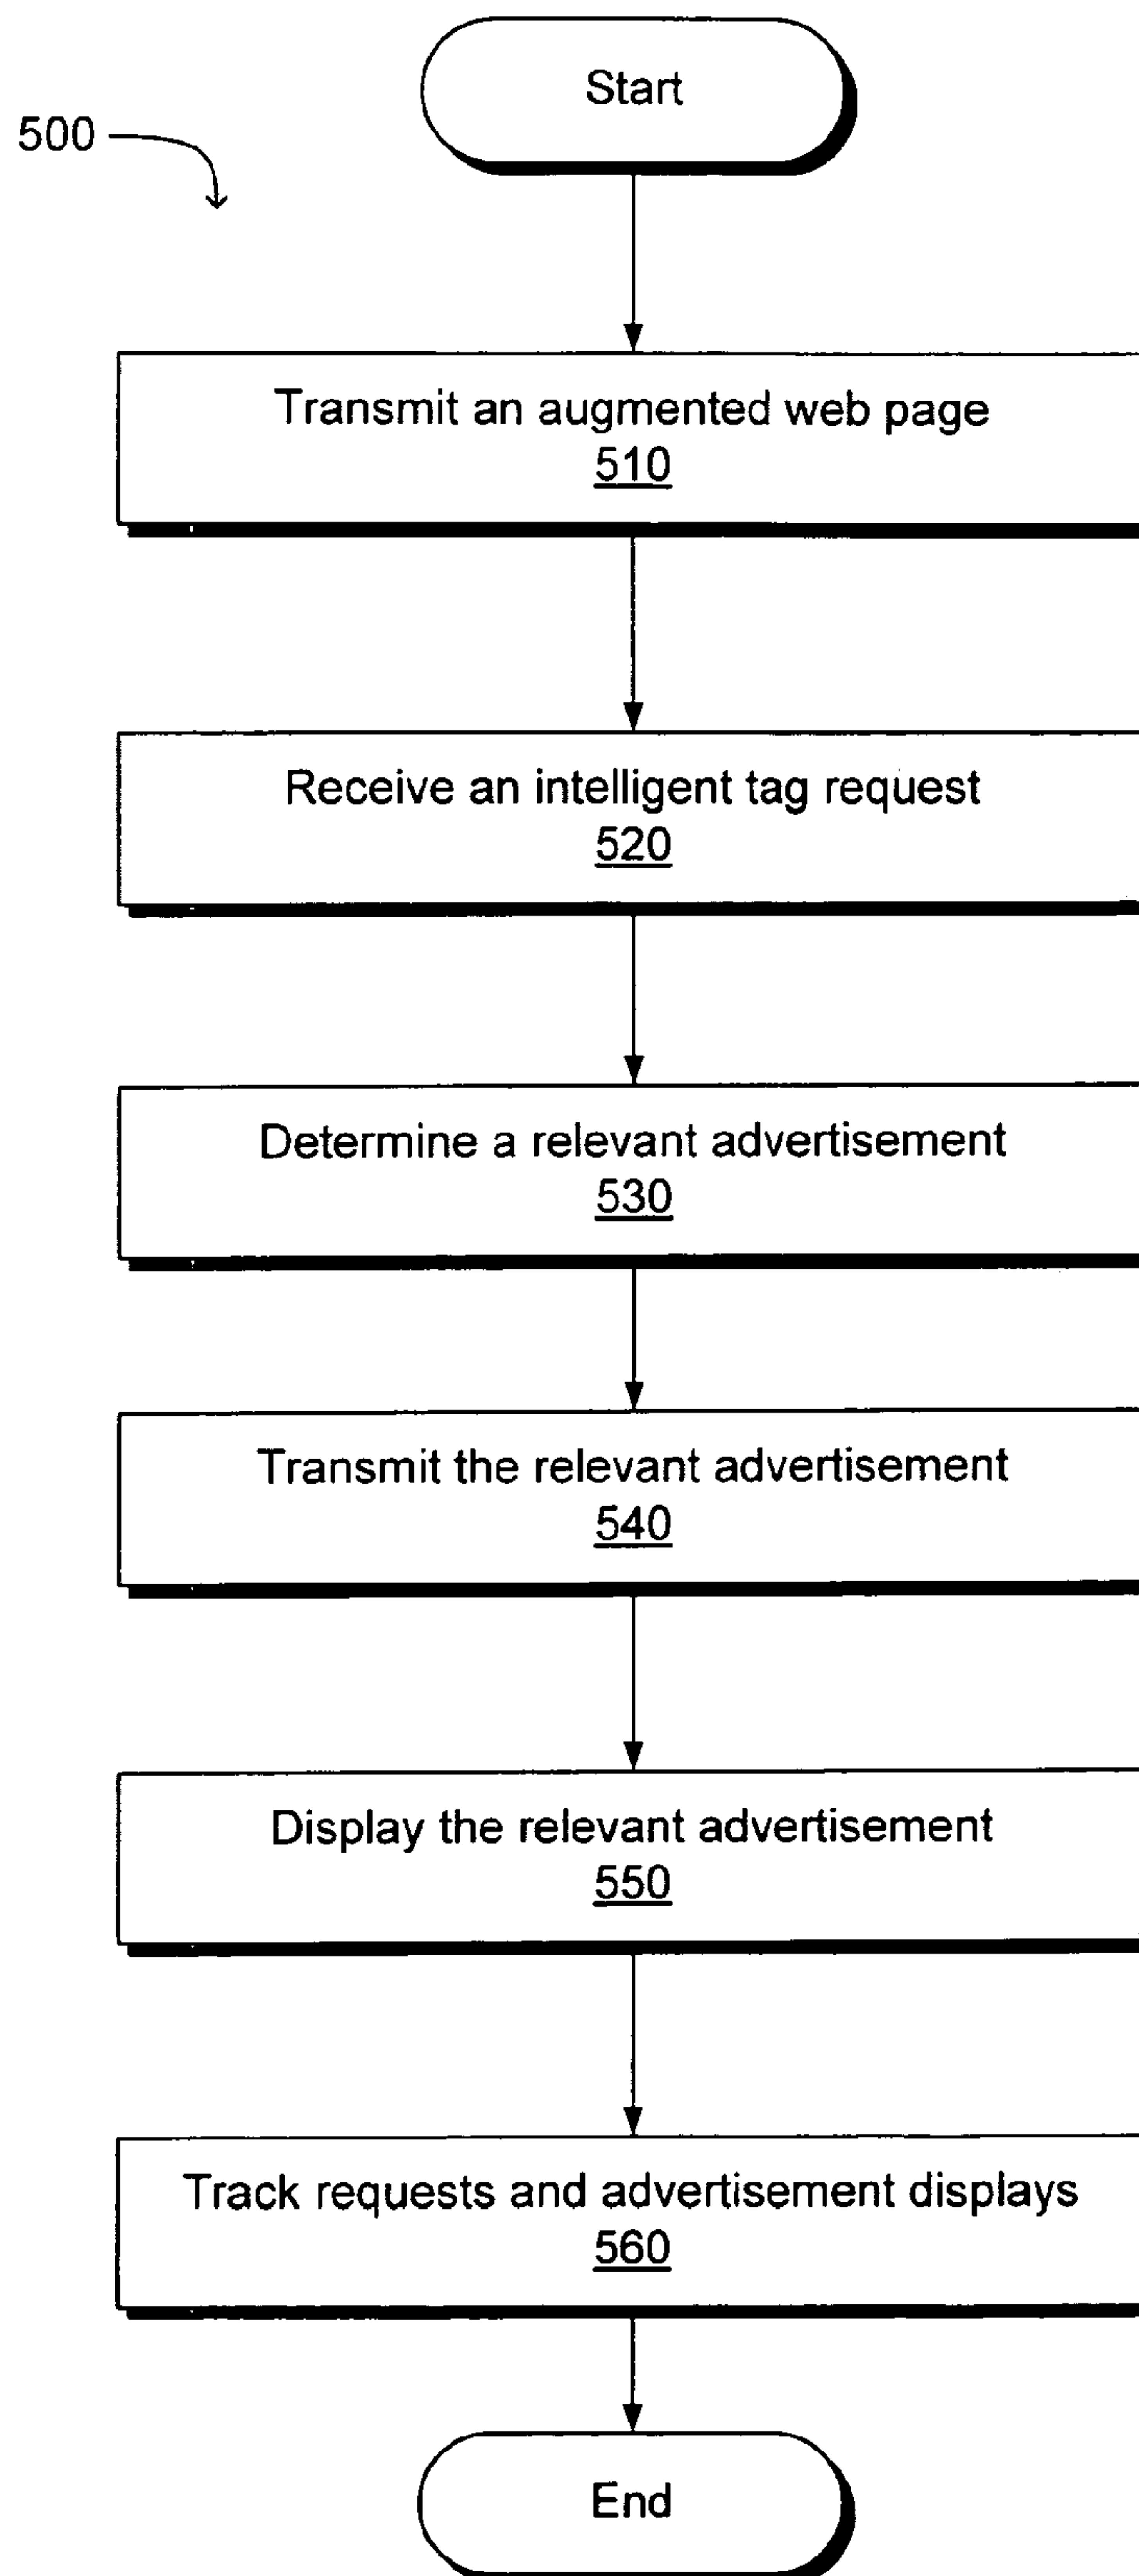 Start
500
Transmit an augmented web page
510
Receive an intelligent tag request
520
Determine a relevant advertisement
530
Transmit the relevant advertisement
540
Display the relevant advertisement
550
Track requests and advertisement displays
560
End